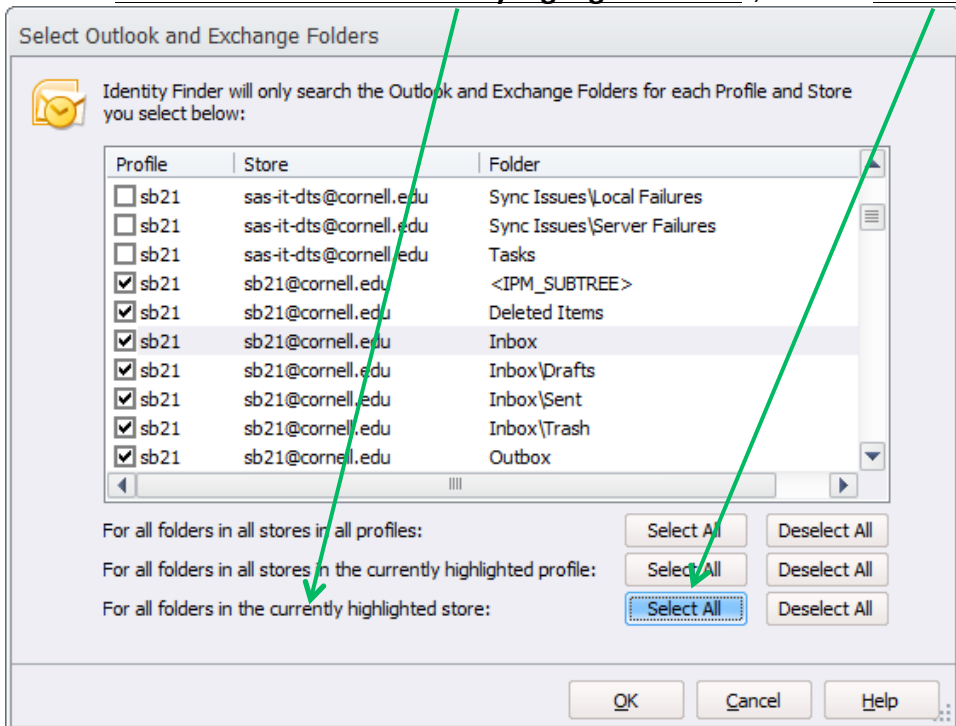 Select Outlook and Exchange Folders
Identity Finder will only search the Outlook and Exchange Folders for each Profile and Store
you select below:
Profile Store Folder
sb21 sas-it-dts@cornell.edu Sync Issues\Local Failures
sb21 sas-it-dts@cornell.edu Sync Issues\Server Failures
sb21 sas-it-dts@cornell.edu Tasks
sb21 sb21@cornell.edu <IPM_SUBTREE>
sb21 sb21@cornell.edu Deleted Items
sb21 sb21@cornell.edu Inbox
sb21 sb21@cornell.edu Inbox\Drafts
sb21 sb21@cornell.edu Inbox\Sent
sb21 sb21@cornell.edu Inbox\Trash
sb21 sb21@cornell.edu Outbox
For all folders in all stores in all profiles: Select All Deselect All
For all folders in all stores in the currently highlighted profile: Select All Deselect All
For all folders in the currently highlighted store: Select All Deselect All
OK Cancel Help